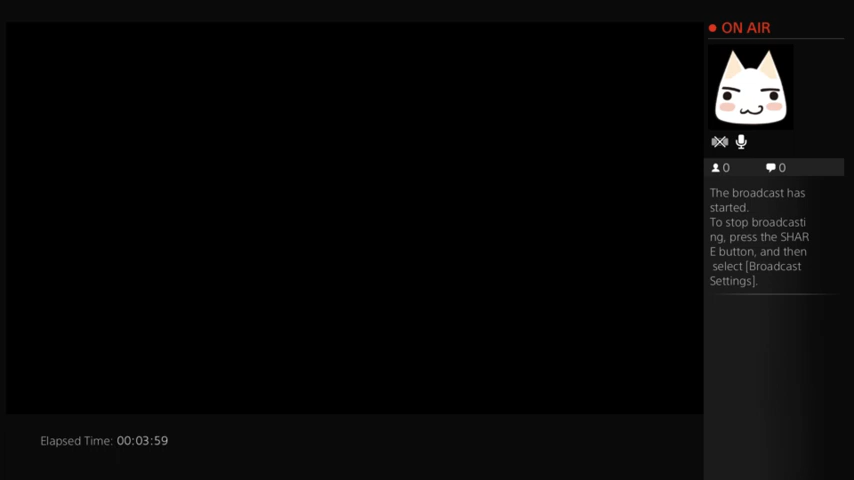 ON AIR
0 0
The broadcast has
started.
To stop broadcasti
ng, press the SHAR
E button, and then
select [Broadcast
Settings].
Elapsed Time: 00:03:59